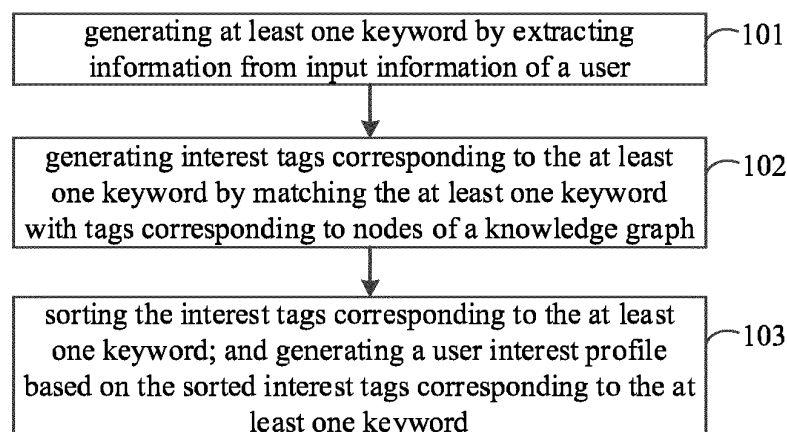 generating at least one keyword by extracting
information from input information of a user
101
generating interest tags corresponding to the at least
one keyword by matching the at least one keyword
with tags corresponding to nodes of a knowledge graph
102
sorting the interest tags corresponding to the at least
one keyword; and generating a user interest profile
based on the sorted interest tags corresponding to the at
least one keyword
103